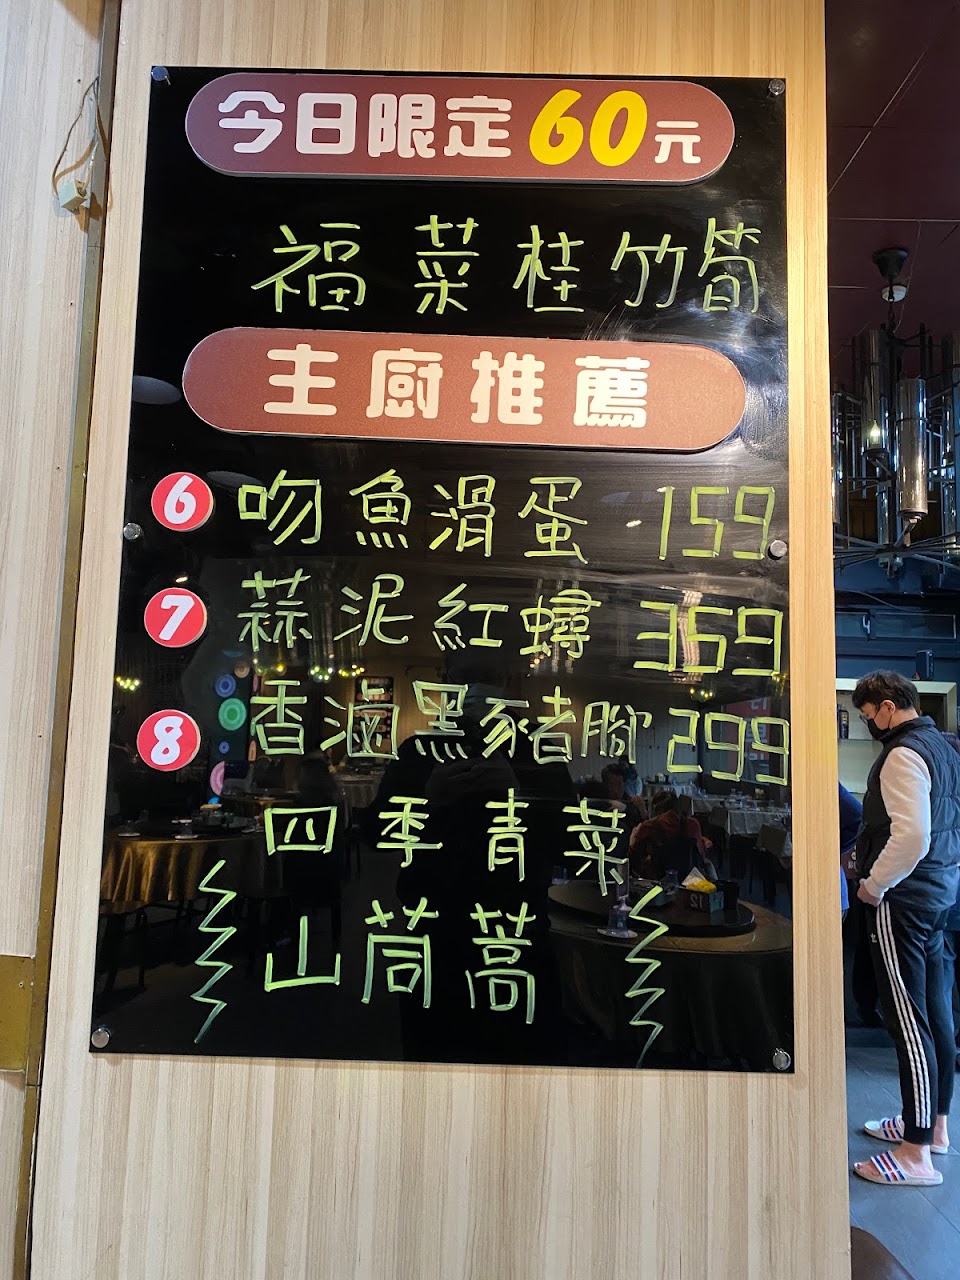 今日限定60元
福菜桂竹筍
主廚推薦
6 吻魚滑蛋 159
7 蒜泥紅蟳 359
8 香滷黑豬腳 299
四季青菜
山茼蒿